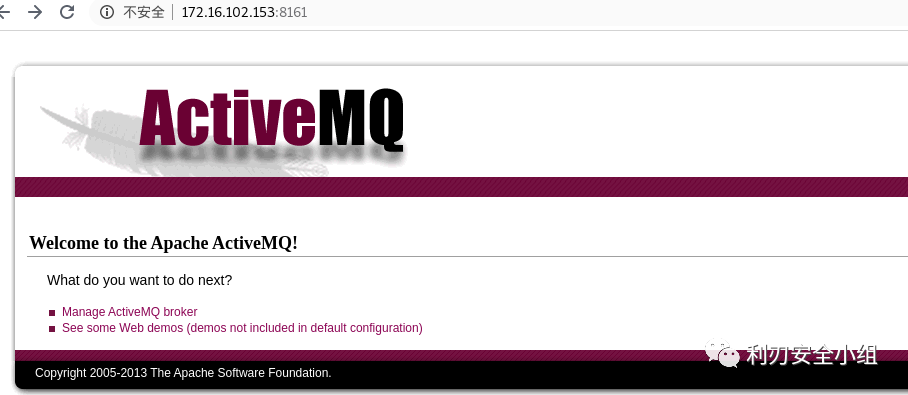 不安全 172.16.102.153:8161
ActiveMQ
Welcome to the Apache ActiveMQ!
What do you want to do next?
Manage ActiveMQ broker
See some Web demos (demos not included in default configuration)
利刃安全小组
Copyright 2005-2013 The Apache Software Foundation.